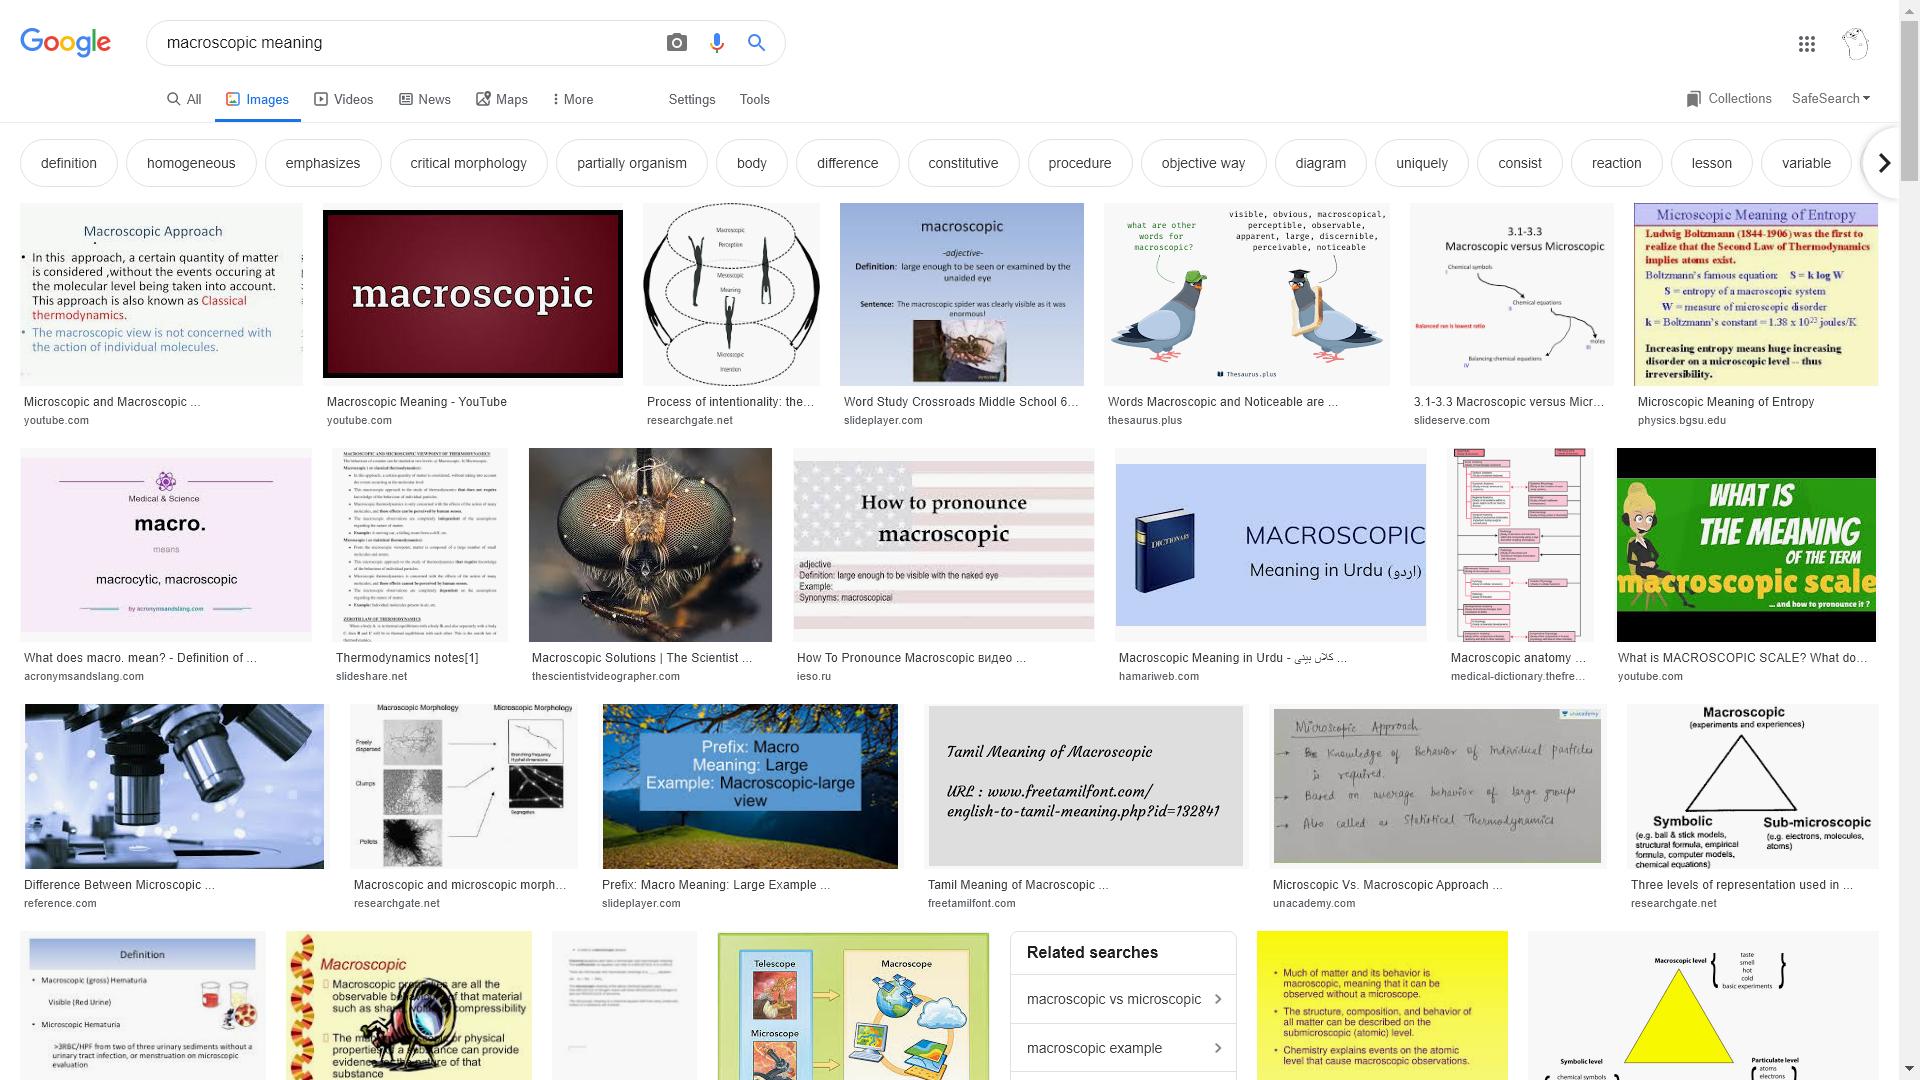 Google
macroscopic meaning
All
Images
Videos
News
Maps
More
Settings
Tools
Collections
SafeSearch
definition
homogeneous
emphasizes
critical morphology
partially organism
body
difference
constitutive
procedure
objective way
diagram
uniquely
consist
reaction
lesson
variable
Macroscopic Approach
• In this approach, a certain quantity of matter
is considered ,without the events occuring at
the molecular level being taken into account.
This approach is also known as Classical
thermodynamics.
• The macroscopic view is not concerned with
the action of individual molecules.
Microscopic and Macroscopic ...
youtube.com
macroscopic
Macroscopic Meaning - YouTube
youtube.com
Macroscopic
Perception
Mesoscopic
Meaning
Microscopic
Intention
Process of intentionality: the...
researchgate.net
macroscopic
-adjective-
Definition: large enough to be seen or examined by the
unaided eye
Sentence: The macroscopic spider was clearly visible as it was
enormous!
Word Study Crossroads Middle School 6...
slideplayer.com
what are other
words for
macroscopic?
visible, obvious, macroscopical,
perceptible, observable,
apparent, large, discernible,
perceivable, noticeable
Thesaurus.plus
Words Macroscopic and Noticeable are ...
thesaurus.plus
3.1-3.3
Macroscopic versus Microscopic
Chemical symbols
I
Chemical equations
II
Balanced rxn is lowest ratio
moles
III
Balancing chemical equations
IV
3.1-3.3 Macroscopic versus Micr...
slideserve.com
Microscopic Meaning of Entropy
Ludwig Boltzmann (1844-1906) was the first to
realize that the Second Law of Thermodynamics
implies atoms exist.
Boltzmann's famous equation: S = k log W
S = entropy of a macroscopic system
W = measure of microscopic disorder
k = Boltzmann's constant = 1.38 x 10²³ joules/K
Increasing entropy means huge increasing
disorder on a microscopic level -- thus
irreversibility.
Microscopic Meaning of Entropy
physics.bgsu.edu
Medical & Science
macro.
means
macrocytic, macroscopic
by acronymsandslang.com
What does macro. mean? - Definition of ...
acronymsandslang.com
MACROSCOPIC AND MICROSCOPIC VIEWPOINT OF THERMODYNAMICS
ZEROTH LAW OF THERMODYNAMICS
Thermodynamics notes[1]
slideshare.net
Macroscopic Solutions | The Scientist ...
thescientistvideographer.com
How to pronounce
macroscopic
adjective
Definition: large enough to be visible with the naked eye
Example:
Synonyms: macroscopical
How To Pronounce Macroscopic видео ...
ieso.ru
DICTIONARY
MACROSCOPIC
Meaning in Urdu (اردو)
Macroscopic Meaning in Urdu - کلاں بینی ...
hamariweb.com
Macroscopic anatomy ...
medical-dictionary.thefre...
WHAT IS
THE MEANING
OF THE TERM
macroscopic scale
... and how to pronounce it ?
What is MACROSCOPIC SCALE? What do...
youtube.com
Difference Between Microscopic ...
reference.com
Macroscopic Morphology
Microscopic Morphology
Freely
dispersed
Branching frequency
Hyphal dimensions
Clumps
Segregation
Pellets
Macroscopic and microscopic morph...
researchgate.net
Prefix: Macro
Meaning: Large
Example: Macroscopic-large
view
Prefix: Macro Meaning: Large Example ...
slideplayer.com
Tamil Meaning of Macroscopic
URL : www.freetamilfont.com/
english-to-tamil-meaning.php?id=132841
Tamil Meaning of Macroscopic ...
freetamilfont.com
unacademy
Microscopic Approach
→ Knowledge of Behavior of Individual particles
is required.
→ Based on average behavior of large groups
→ Also called as Statistical Thermodynamics
Microscopic Vs. Macroscopic Approach ...
unacademy.com
Macroscopic
(experiments and experiences)
Symbolic
(e.g. ball & stick models,
structural formula, empirical
formula, computer models,
chemical equations)
Sub-microscopic
(e.g. electrons, molecules,
atoms)
Three levels of representation used in ...
researchgate.net
Definition
• Macroscopic (gross) Hematuria
Visible (Red Urine)
• Microscopic Hematuria
>3RBC/HPF from two of three urinary sediments without a
urinary tract infection, or menstruation on microscopic
evaluation
Macroscopic
Macroscopic properties are all the
observable behavior of that material
such as shape, volume, compressibility
properties of a substance can provide
evidence of the nature of that
substance
Telescope
Microscope
Macroscope
Related searches
macroscopic vs microscopic
macroscopic example
• Much of matter and its behavior is
macroscopic, meaning that it can be
observed without a microscope.
• The structure, composition, and behavior of
all matter can be described on the
submicroscopic (atomic) level.
• Chemistry explains events on the atomic
level that cause macroscopic observations.
Macroscopic level
taste
smell
hot
cold
basic experiments
Symbolic level
chemical symbols
Particulate level
atoms
electrons